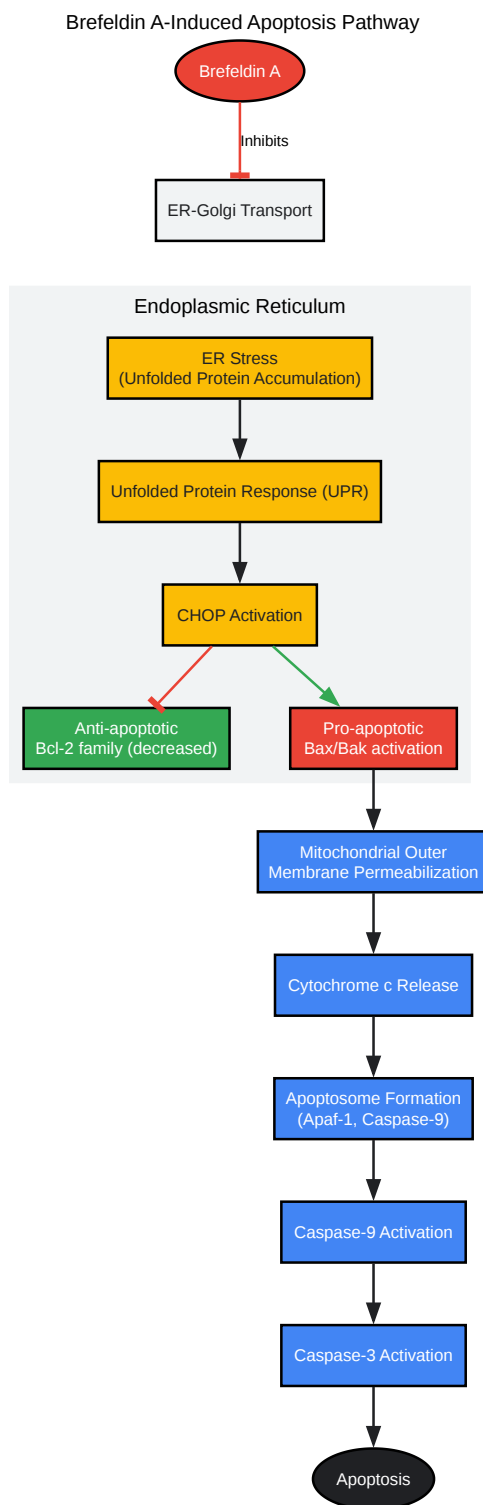 Brefeldin A-Induced Apoptosis Pathway
Brefeldin A
Inhibits
ER-Golgi Transport
Endoplasmic Reticulum
ER Stress
(Unfolded Protein Accumulation)
Unfolded Protein Response (UPR)
CHOP Activation
Anti-apoptotic
Bcl-2 family (decreased)
Pro-apoptotic
Bax/Bak activation
Mitochondrial Outer
Membrane Permeabilization
Cytochrome c Release
Apoptosome Formation
(Apaf-1, Caspase-9)
Caspase-9 Activation
Caspase-3 Activation
Apoptosis